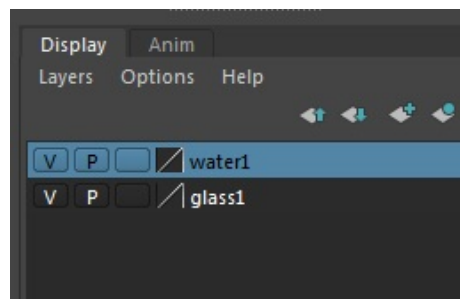 Display Anim
Layers Options Help
V P water1
V P glass1